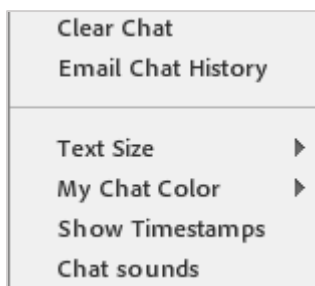 Clear Chat
Email Chat History
Text Size
My Chat Color
Show Timestamps
Chat sounds